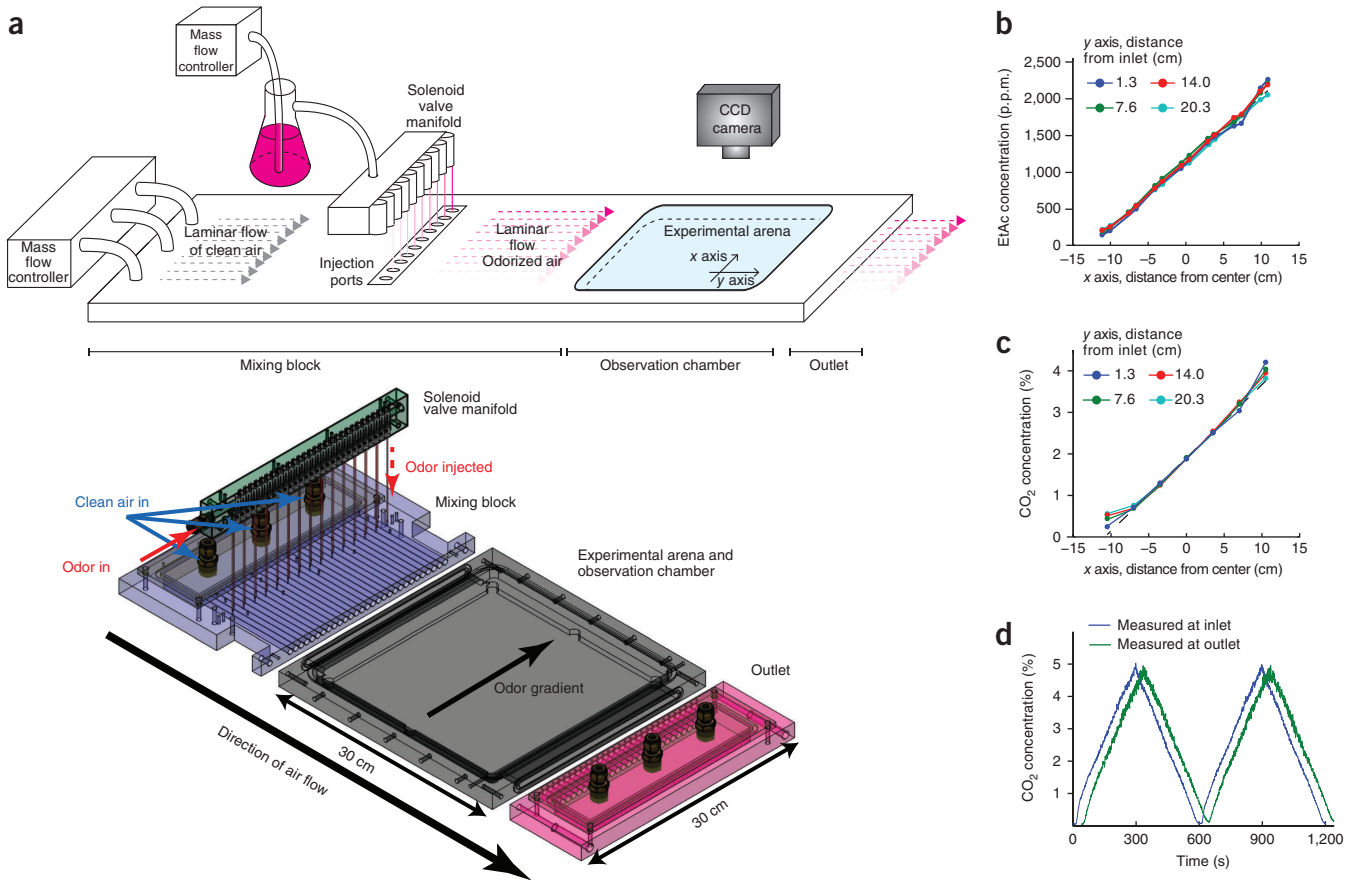 a
Mass
flow
controller
Solenoid
valve
manifold
CCD
camera
Mass
flow
controller
Laminar flow
of clean air
Injection
ports
Laminar
flow
Odorized air
Experimental arena
x axis
y axis
Mixing block
Observation chamber
Outlet
Solenoid
valve manifold
Odor injected
Mixing block
Clean air in
Odor in
Experimental arena and
observation chamber
Odor gradient
Outlet
30 cm
Direction of air flow
30 cm
b
y axis, distance
from inlet (cm)
1.3 14.0
7.6 20.3
EtAc concentration (p.p.m.)
2,500
2,000
1,500
1,000
500
0
–15 –10 –5 0 5 10 15
x axis, distance from center (cm)
c
y axis, distance
from inlet (cm)
1.3 14.0
7.6 20.3
CO2 concentration (%)
4
3
2
1
0
–15 –10 –5 0 5 10 15
x axis, distance from center (cm)
d
Measured at inlet
Measured at outlet
CO2 concentration (%)
5
4
3
2
1
0 300 600 900 1,200
Time (s)